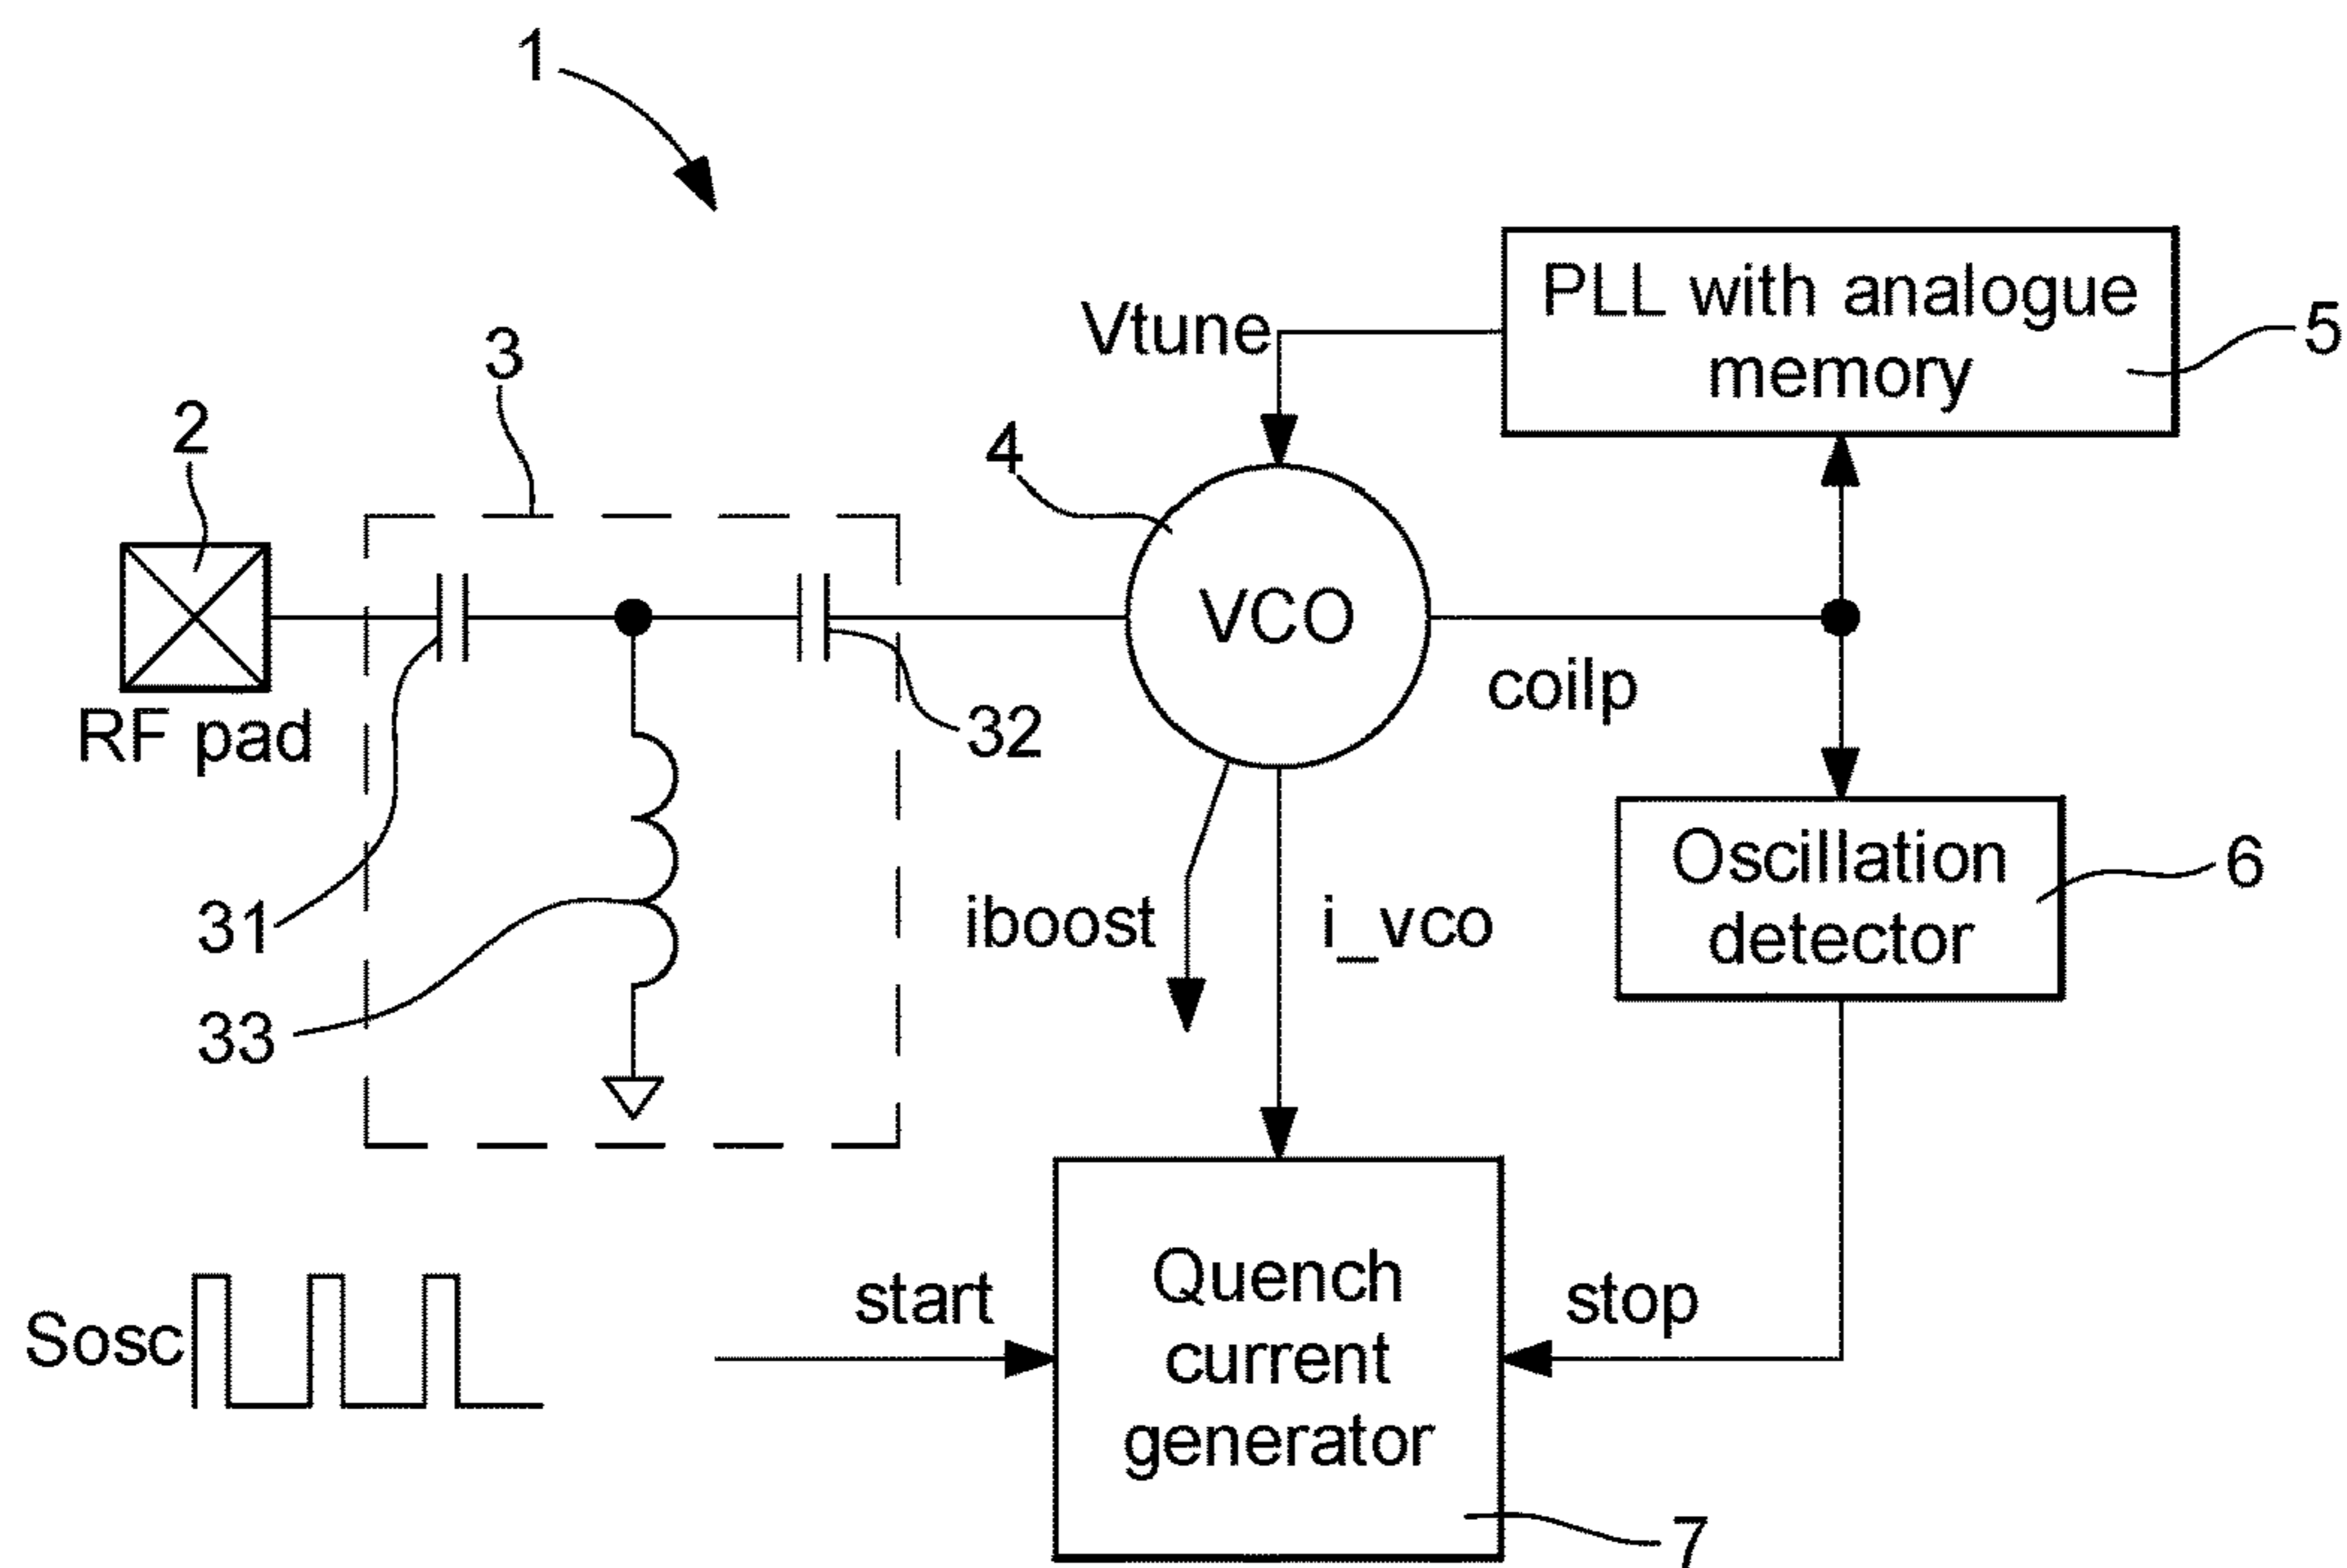 1
PLL with analogue
memory
5
Vtune
3
2
4
VCO
RF pad
32
coilp
31
33
iboost
i_vco
Oscillation
detector
6
Sosc
start
Quench
current
generator
stop
7